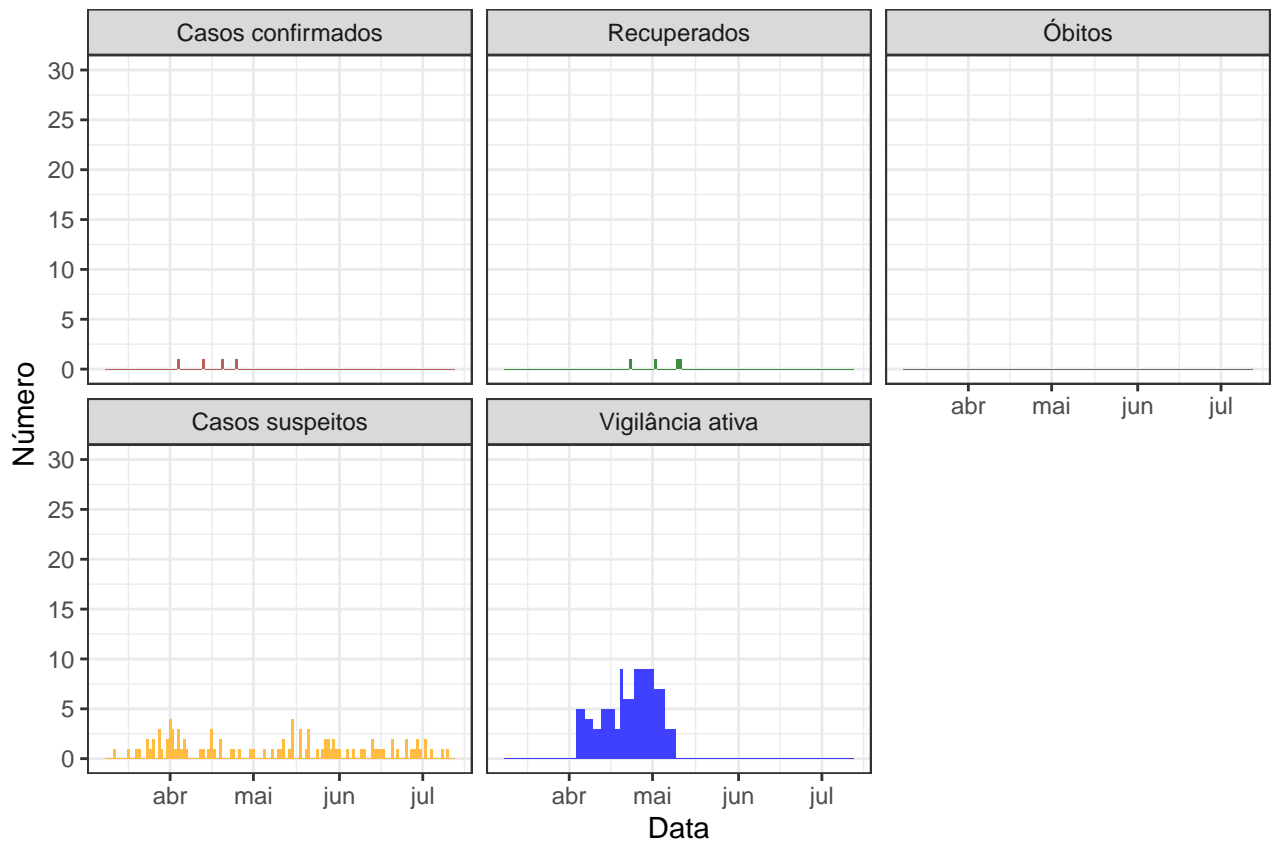 Casos confirmados
Recuperados
Óbitos
30
25
20
15
10
5
0
abr mai jun jul
Casos suspeitos
Vigilância ativa
30
25
20
15
10
5
0
abr mai jun jul
abr mai jun jul
Número
Data